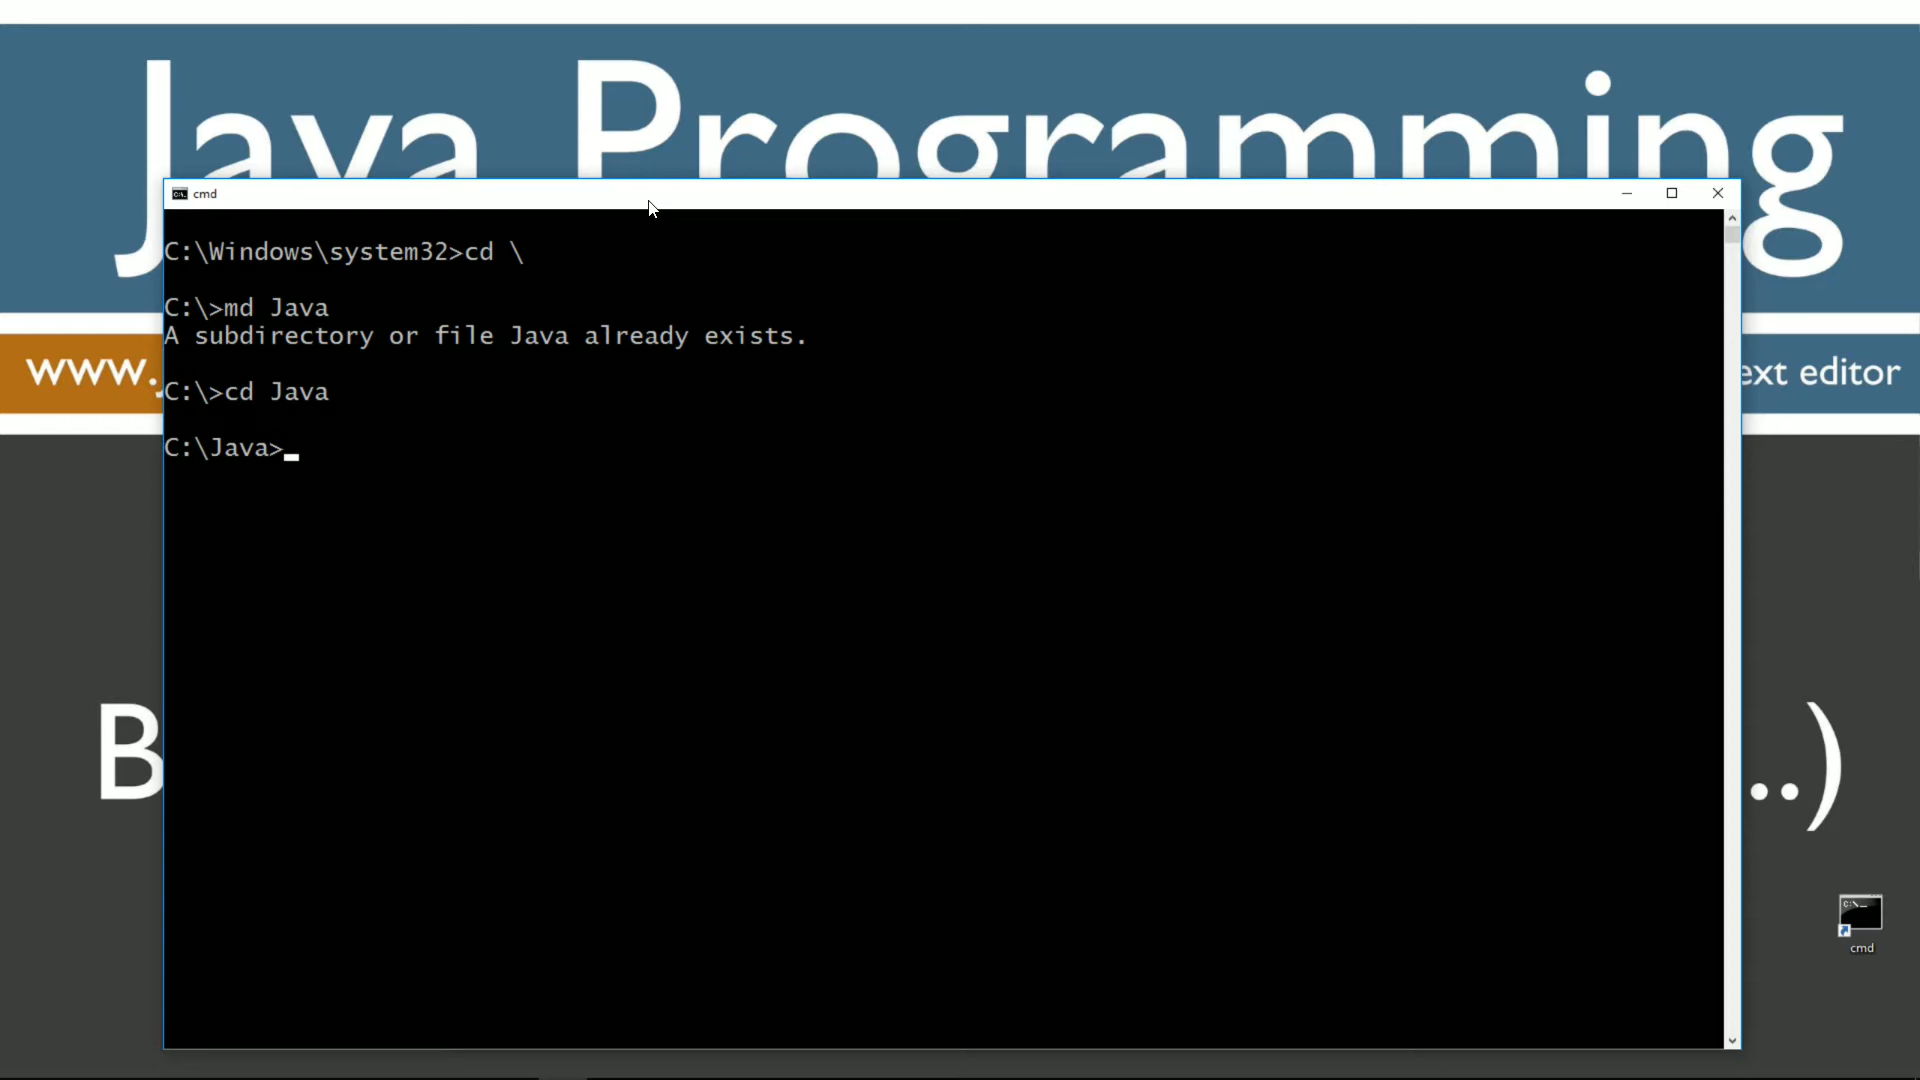 Java Programming
cmd
C:\Windows\system32>cd \
C:\>md Java
A subdirectory or file Java already exists.
www.
ext editor
C:\>cd Java
C:\Java>
B
..)
cmd